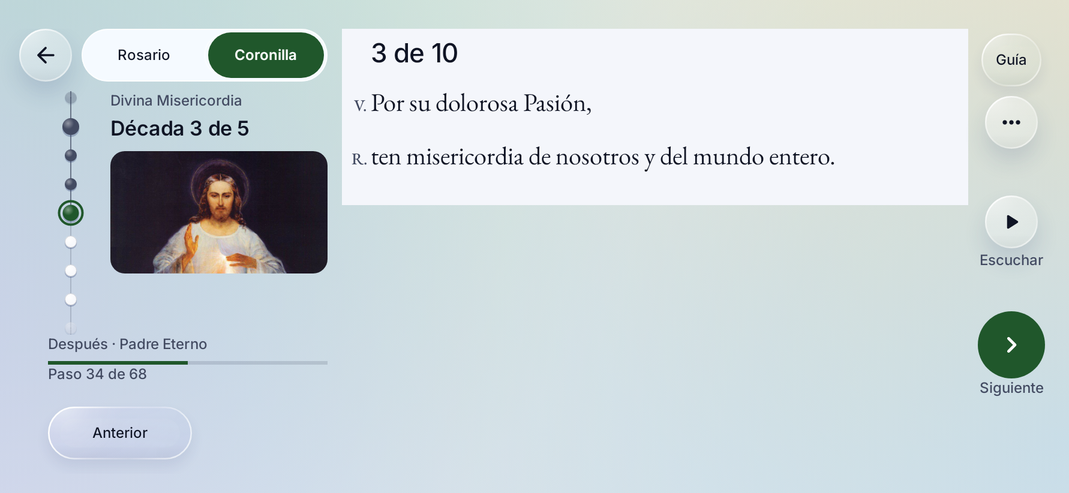 Rosario
Coronilla
Divina Misericordia
Década 3 de 5
Después · Padre Eterno
Paso 34 de 68
Anterior
3 de 10
V. Por su dolorosa Pasión,
R. ten misericordia de nosotros y del mundo entero.
Guía
Escuchar
Siguiente